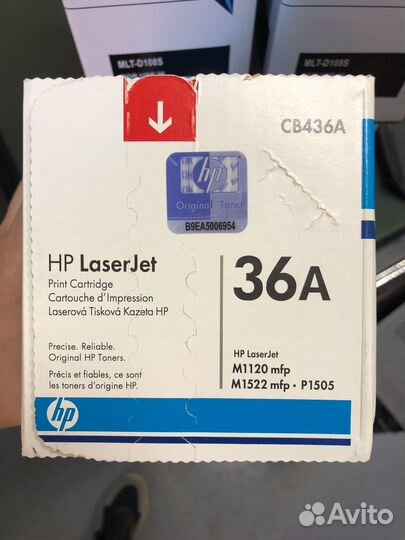 MLT-D108S
MLT-D108S
CB436A
hp
Original Toner
B9EA5006954
HP LaserJet
Print Cartridge
Cartouche d'Impression
Laserová Tisková Kazeta HP
36A
Precise. Reliable.
Original HP Toners.
Précis et fiables, ce sont
les toners d'origine HP.
HP LaserJet
M1120 mfp
M1522 mfp • P1505
hp
Avito